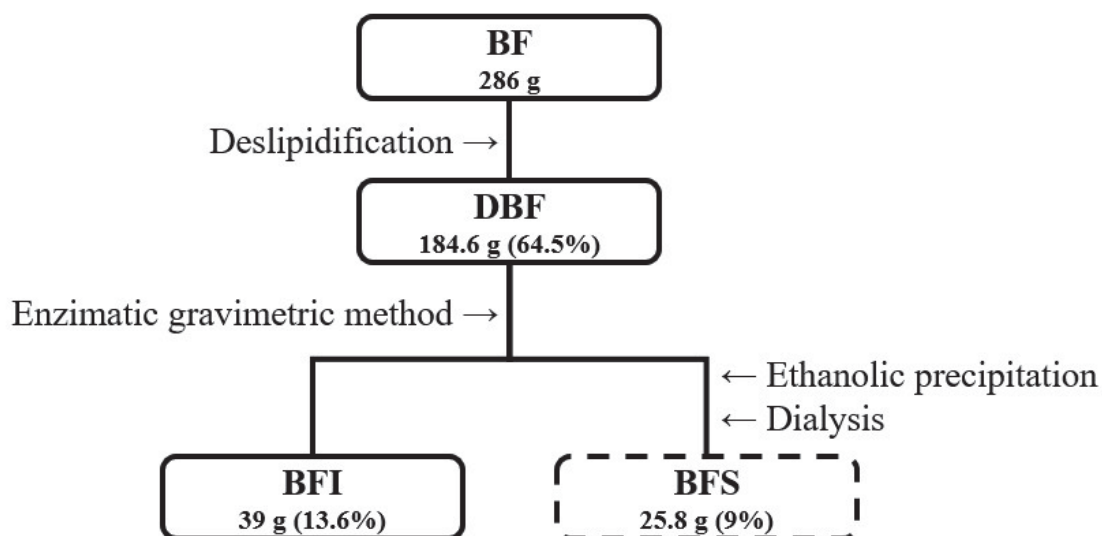 BF
286 g
Deslipidification →
DBF
184.6 g (64.5%)
Enzimatic gravimetric method →
← Ethanolic precipitation
← Dialysis
BFI
39 g (13.6%)
BFS
25.8 g (9%)